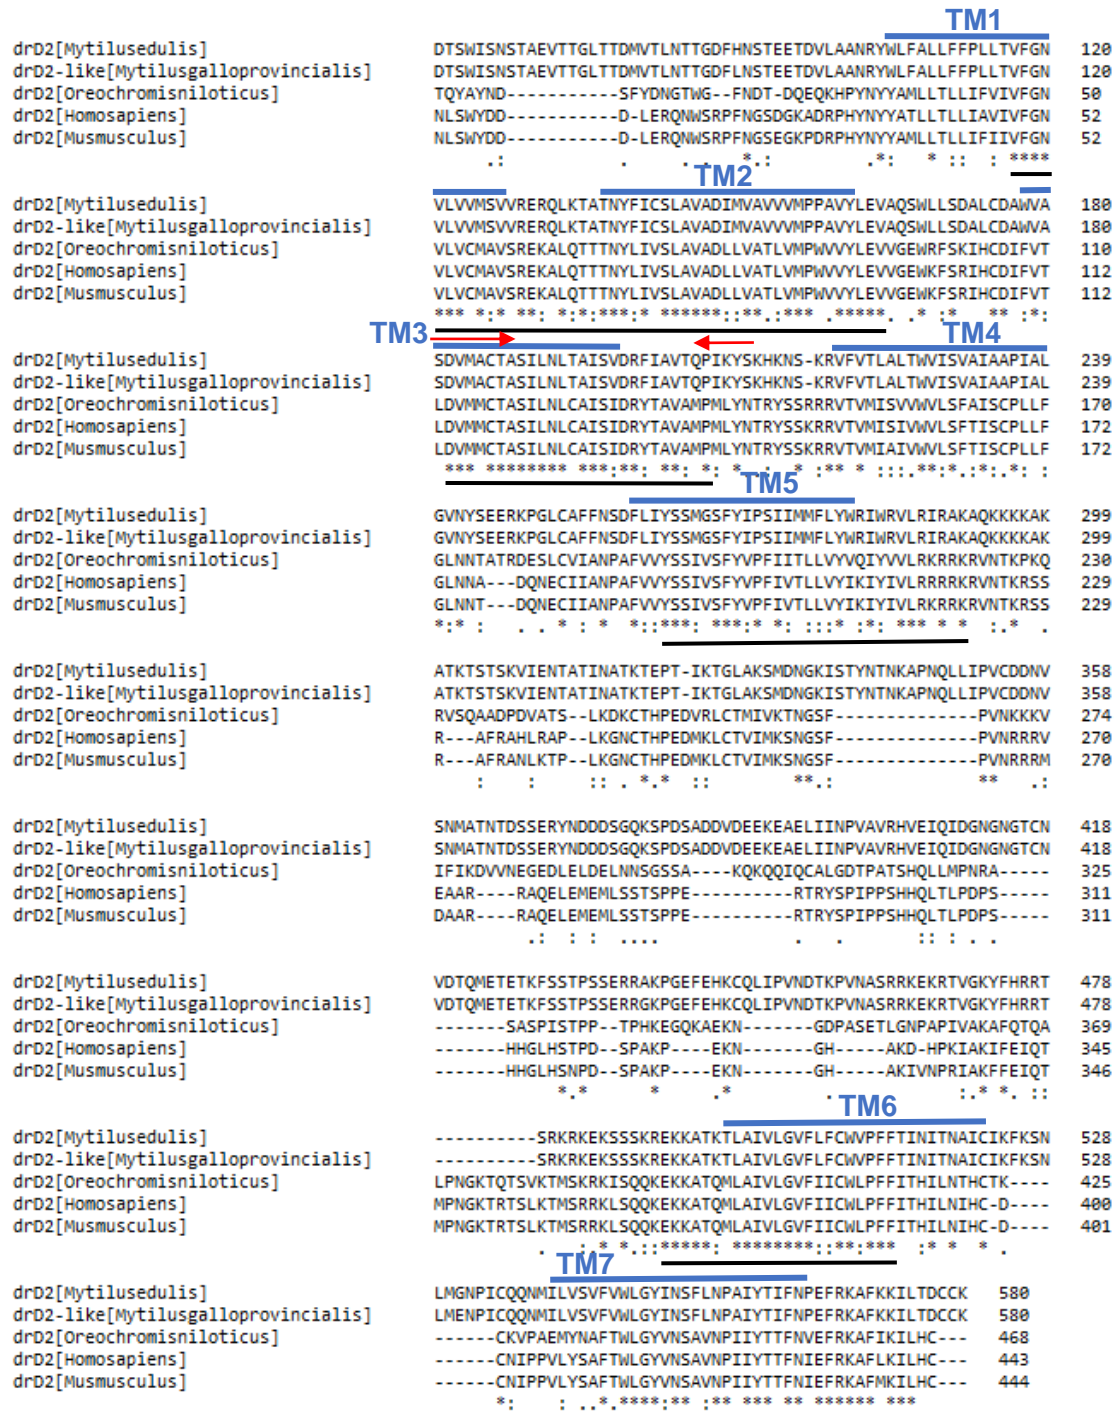 TM1
drD2[Mytilusedulis] DTSWISNSTAEVTTGLTTDMVTLNTTGDFHNSTEETDVLAANRYWLFALLFFPLLTVFGN 120
drD2-like[Mytilusgalloprovincialis] DTSWISNSTAEVTTGLTTDMVTLNTTGDFLNSTEETDVLAANRYWLFALLFFPLLTVFGN 120
drD2[Oreochromisniloticus] TQYAYND-----------SFYDNGTWG--FNDT-DQEQKHPYNYYAMLLTLLIFVIVFGN 50
drD2[Homosapiens] NLSWYDD-----------D-LERQNWSRPFNGSDGKADRPHYNYYATLLTLLIAVIVFGN 52
drD2[Musmusculus] NLSWYDD-----------D-LERQNWSRPFNGSEGKPDRPHYNYYAMLLTLLIFIIVFGN 52
.: . . . *.: .*: * :: : ****
TM2
drD2[Mytilusedulis] VLVVMSVVRERQLKTATNYFICSLAVADIMVAVVVMPPAVYLEVAQSWLLSDALCDAWVA 180
drD2-like[Mytilusgalloprovincialis] VLVVMSVVRERQLKTATNYFICSLAVADIMVAVVVMPPAVYLEVAQSWLLSDALCDAWVA 180
drD2[Oreochromisniloticus] VLVCMAVSREKALQTTTNYLIVSLAVADLLVATLVMPWVVYLEVVGEWRFSKIHCDIFVT 110
drD2[Homosapiens] VLVCMAVSREKALQTTTNYLIVSLAVADLLVATLVMPWVVYLEVVGEWKFSRIHCDIFVT 112
drD2[Musmusculus] VLVCMAVSREKALQTTTNYLIVSLAVADLLVATLVMPWVVYLEVVGEWKFSRIHCDIFVT 112
*** *:* **: *:*:***:* ******::**.:*** .*****. .* :* ** :*:
TM3 TM4
drD2[Mytilusedulis] SDVMACTASILNLTAISVDRFIAVTQPIKYSKHKNS-KRVFVTLALTWVISVAIAAPIAL 239
drD2-like[Mytilusgalloprovincialis] SDVMACTASILNLTAISVDRFIAVTQPIKYSKHKNS-KRVFVTLALTWVISVAIAAPIAL 239
drD2[Oreochromisniloticus] LDVMMCTASILNLCAISIDRYTAVAMPMLYNTRYSSRRRVTVMISVVWVLSFAISCPLLF 170
drD2[Homosapiens] LDVMMCTASILNLCAISIDRYTAVAMPMLYNTRYSSKRRVTVMISIVWVLSFTISCPLLF 172
drD2[Musmusculus] LDVMMCTASILNLCAISIDRYTAVAMPMLYNTRYSSKRRVTVMIAIVWVLSFTISCPLLF 172
*** ******** ***:**: **: *: *..: * :** * :::.**:*.:*:.*: :
TM5
drD2[Mytilusedulis] GVNYSEERKPGLCAFFNSDFLIYSSMGSFYIPSIIMMFLYWRIWRVLRIRAKAQKKKKAK 299
drD2-like[Mytilusgalloprovincialis] GVNYSEERKPGLCAFFNSDFLIYSSMGSFYIPSIIMMFLYWRIWRVLRIRAKAQKKKKAK 299
drD2[Oreochromisniloticus] GLNNTATRDESLCVIANPAFVVYSSIVSFYVPFIITLLVYVQIYVVLRKRRKRVNTKPKQ 230
drD2[Homosapiens] GLNNA---DQNECIIANPAFVVYSSIVSFYVPFIVTLLVYIKIYIVLRRRRKRVNTKRSS 229
drD2[Musmusculus] GLNNT---DQNECIIANPAFVVYSSIVSFYVPFIVTLLVYIKIYIVLRKRRKRVNTKRSS 229
*:* : . . * : * *::***: ***:* *: :::* :*: *** * * :.* .
drD2[Mytilusedulis] ATKTSTSKVIENTATINATKTEPT-IKTGLAKSMDNGKISTYNTNKAPNQLLIPVCDDNV 358
drD2-like[Mytilusgalloprovincialis] ATKTSTSKVIENTATINATKTEPT-IKTGLAKSMDNGKISTYNTNKAPNQLLIPVCDDNV 358
drD2[Oreochromisniloticus] RVSQAADPDVATS--LKDKCTHPEDVRLCTMIVKTNGSF-------------PVNKKKV 274
drD2[Homosapiens] R---AFRAHLRAP--LKGNCTHPEDMKLCTVIMKSNGSF-------------PVNRRRV 270
drD2[Musmusculus] R---AFRANLKTP--LKGNCTHPEDMKLCTVIMKSNGSF-------------PVNRRRM 270
: : :: . *.* :: **.: ** .:
drD2[Mytilusedulis] SNMATNTDSSERYNDDDSGQKSPDSADDVDEEKEAELIINPVAVRHVEIQIDGNGNGTCN 418
drD2-like[Mytilusgalloprovincialis] SNMATNTDSSERYNDDDSGQKSPDSADDVDEEKEAELIINPVAVRHVEIQIDGNGNGTCN 418
drD2[Oreochromisniloticus] IFIKDVVNEGEDLELDELNNSGSSA----KQKQQIQCALGDTPATSHQLLMPNRA----- 325
drD2[Homosapiens] EAAR----RAQELEMEMLSSTSPPE----------RTRYSPIPPSHHQLTLPDPS----- 311
drD2[Musmusculus] DAAR----RAQELEMEMLSSTSPPE----------RTRYSPIPPSHHQLTLPDPS----- 311
.: : : .... . . :: : . .
drD2[Mytilusedulis] VDTQMETETKFSSTPSSERRAKPGEFEHKCQLIPVNDTKPVNASRRKEKRTVGKYFHRRT 478
drD2-like[Mytilusgalloprovincialis] VDTQMETETKFSSTPSSERRGKPGEFEHKCQLIPVNDTKPVNASRRKEKRTVGKYFHRRT 478
drD2[Oreochromisniloticus] -------SASPISTPP--TPHKEGQKAEKN-------GDPASETLGNPAPIVAKAFQTQA 369
drD2[Homosapiens] -------HHGLHSTPD--SPAKP----EKN-------GH-----AKD-HPKIAKIFEIQT 345
drD2[Musmusculus] -------HHGLHSNPD--SPAKP----EKN-------GH-----AKIVNPRIAKFFEIQT 346
*.* * .* . :.* *. ::
TM6
drD2[Mytilusedulis] ----------SRKRKEKSSSKREKKATKTLAIVLGVFLFCWVPFFTINITNAICIKFKSN 528
drD2-like[Mytilusgalloprovincialis] ----------SRKRKEKSSSKREKKATKTLAIVLGVFLFCWVPFFTINITNAICIKFKSN 528
drD2[Oreochromisniloticus] LPNGKTQTSVKTMSKRKISQQKEKKATQMLAIVLGVFIICWLPFFITHILNTHCTK---- 425
drD2[Homosapiens] MPNGKTRTSLKTMSRRKLSQQKEKKATQMLAIVLGVFIICWLPFFITHILNIHC-D---- 400
drD2[Musmusculus] MPNGKTRTSLKTMSRRKLSQQKEKKATQMLAIVLGVFIICWLPFFITHILNIHC-D---- 401
. :.* *.::*****: ********::**:*** :* * .
TM7
drD2[Mytilusedulis] LMGNPICQQNMILVSVFVWLGYINSFLNPAIYTIFNPEFRKAFKKILTDCCK 580
drD2-like[Mytilusgalloprovincialis] LMENPICQQNMILVSVFVWLGYINSFLNPAIYTIFNPEFRKAFKKILTDCCK 580
drD2[Oreochromisniloticus] ------CKVPAEMYNAFTWLGYVNSAVNPIIYTTFNVEFRKAFIKILHC--- 468
drD2[Homosapiens] ------CNIPPVLYSAFTWLGYVNSAVNPIIYTTFNIEFRKAFLKILHC--- 443
drD2[Musmusculus] ------CNIPPVLYSAFTWLGYVNSAVNPIIYTTFNIEFRKAFMKILHC--- 444
*: : ..*.****:** :** *** ** ****** ***